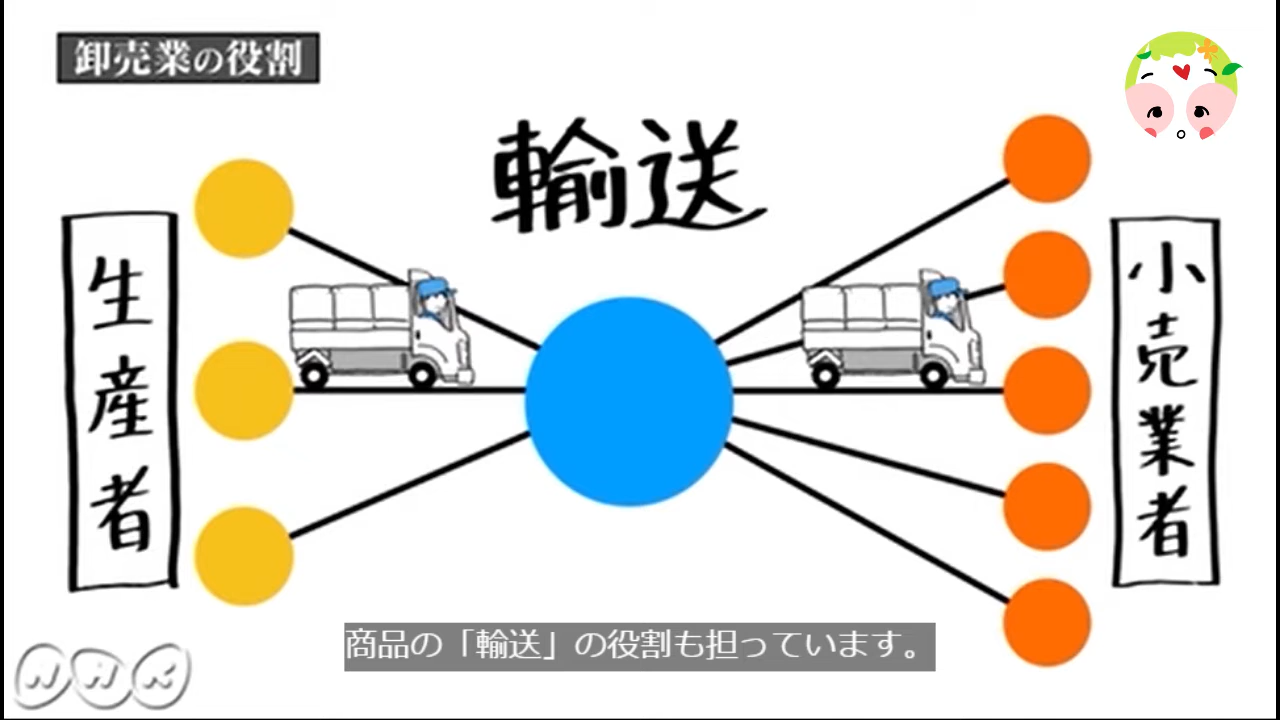 卸売業の役割
輸送
生産者
小売業者
商品の「輸送」の役割も担っています。
NHK